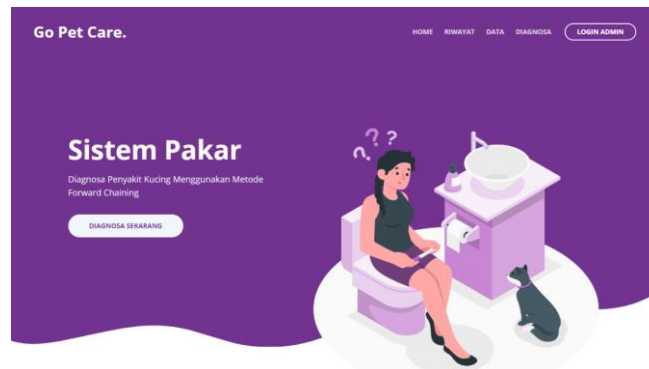 Go Pet Care.
HOME RIWAYAT DATA DIAGNOSA LOGIN ADMIN
Sistem Pakar
Diagnosa Penyakit Kucing Menggunakan Metode
Forward Chaining
DIAGNOSA SEKARANG
? ? ?